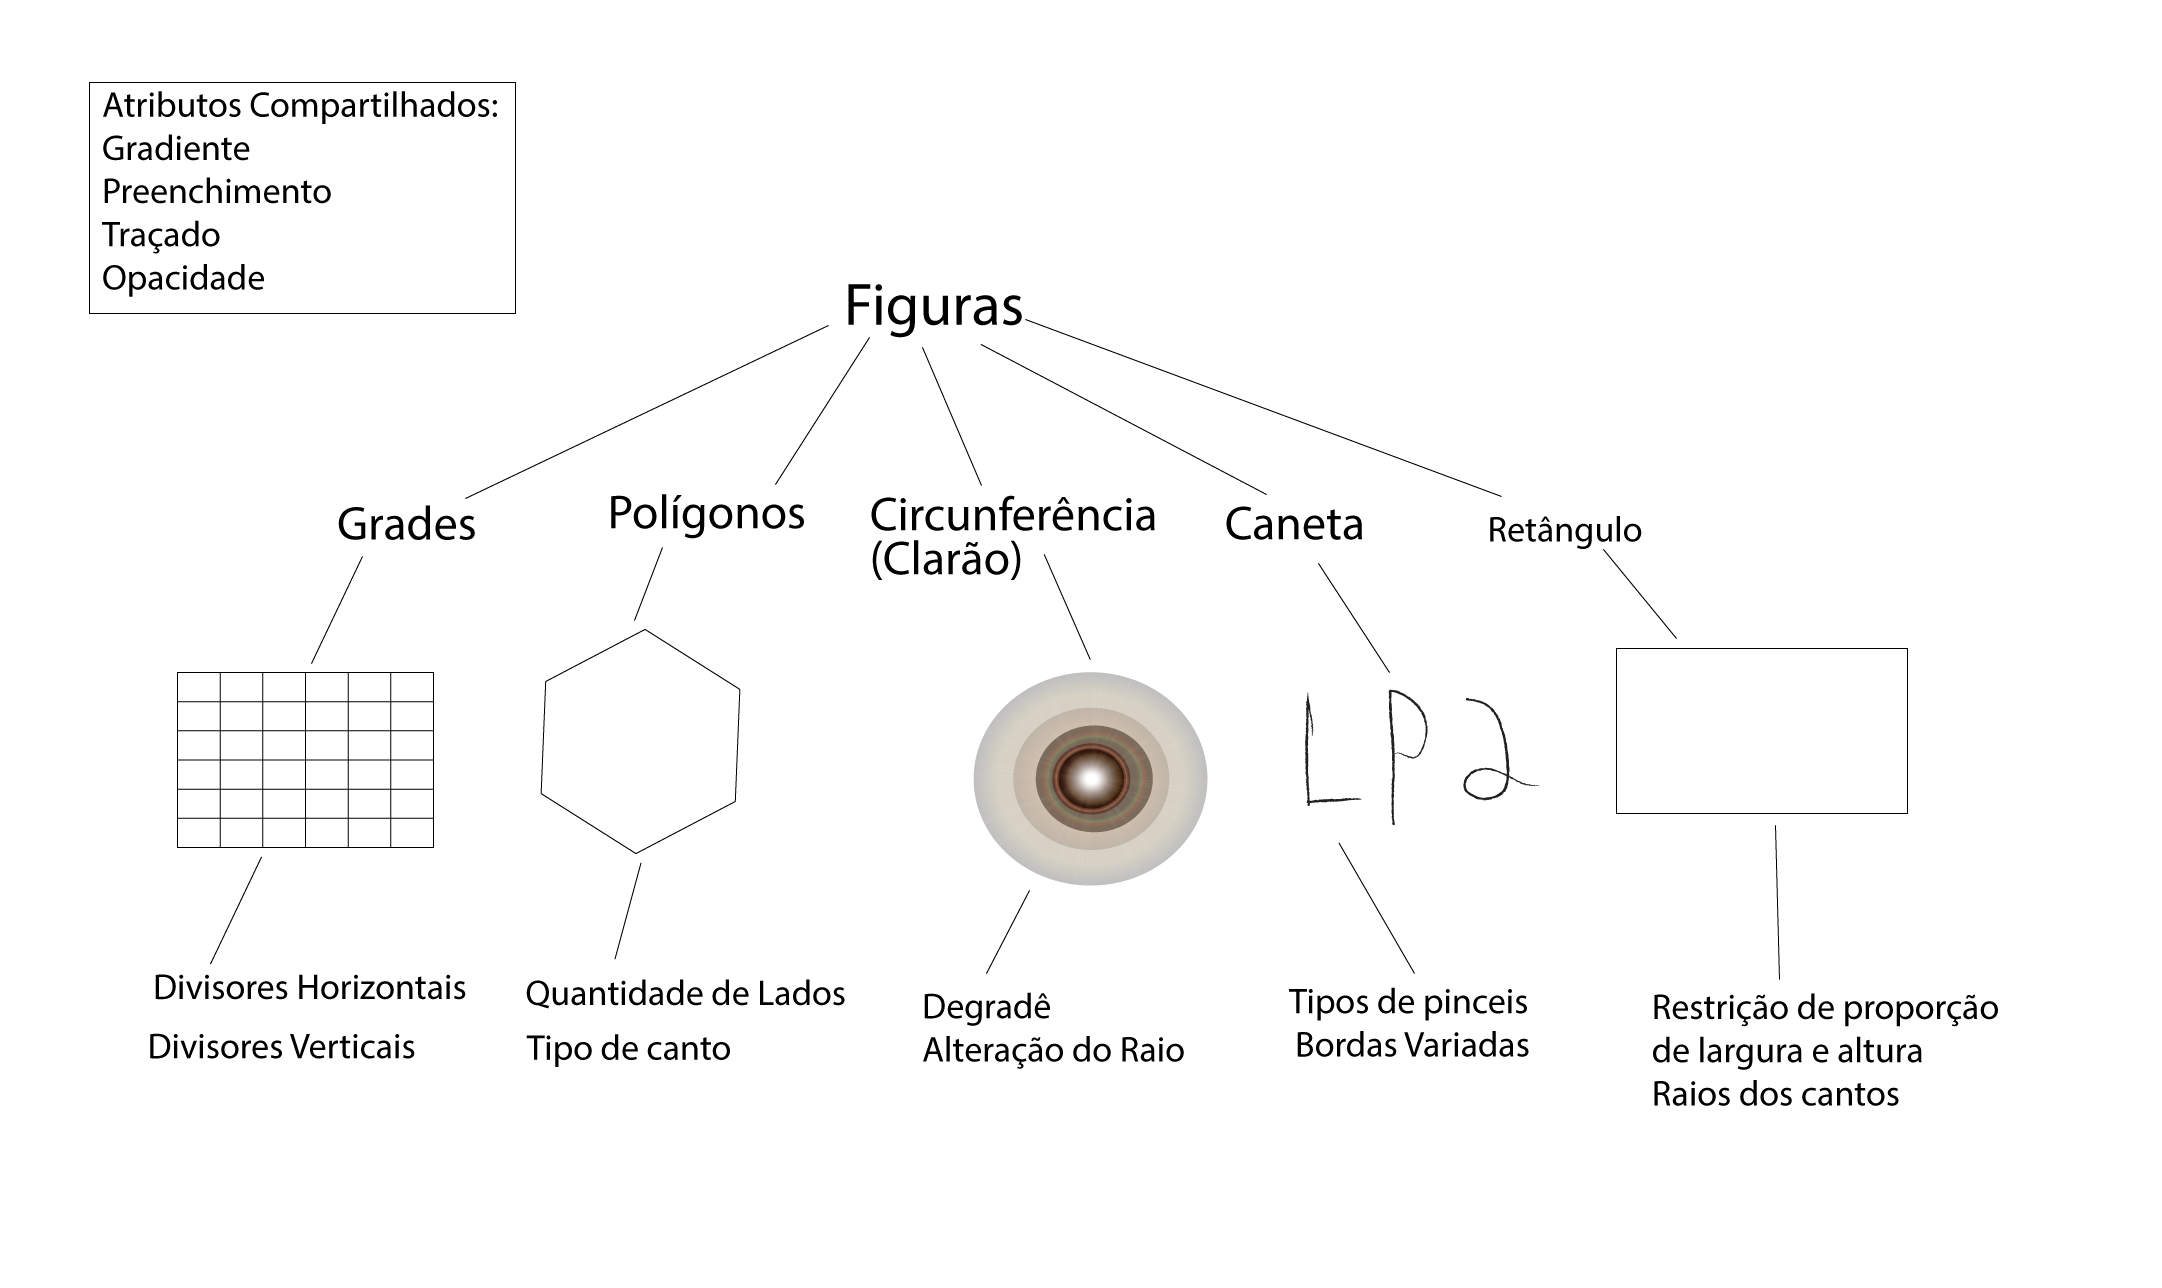 Atributos Compartilhados:
Gradiente
Preenchimento
Traçado
Opacidade
Figuras
Grades
Polígonos
Circunferência
(Clarão)
Caneta
Retângulo
LP2
Divisores Horizontais
Divisores Verticais
Quantidade de Lados
Tipo de canto
Degradê
Alteração do Raio
Tipos de pinceis
Bordas Variadas
Restrição de proporção
de largura e altura
Raios dos cantos